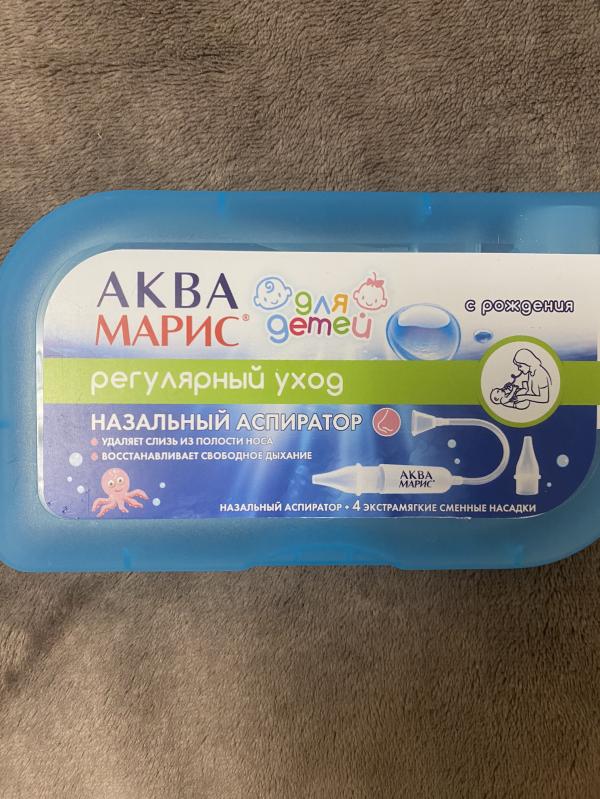 АКВА
МАРИС®
для
детей
с рождения
регулярный уход
НАЗАЛЬНЫЙ АСПИРАТОР
УДАЛЯЕТ СЛИЗЬ ИЗ ПОЛОСТИ НОСА
ВОССТАНАВЛИВАЕТ СВОБОДНОЕ ДЫХАНИЕ
АКВА
МАРИС®
НАЗАЛЬНЫЙ АСПИРАТОР + 4 ЭКСТРАМЯГКИЕ СМЕННЫЕ НАСАДКИ